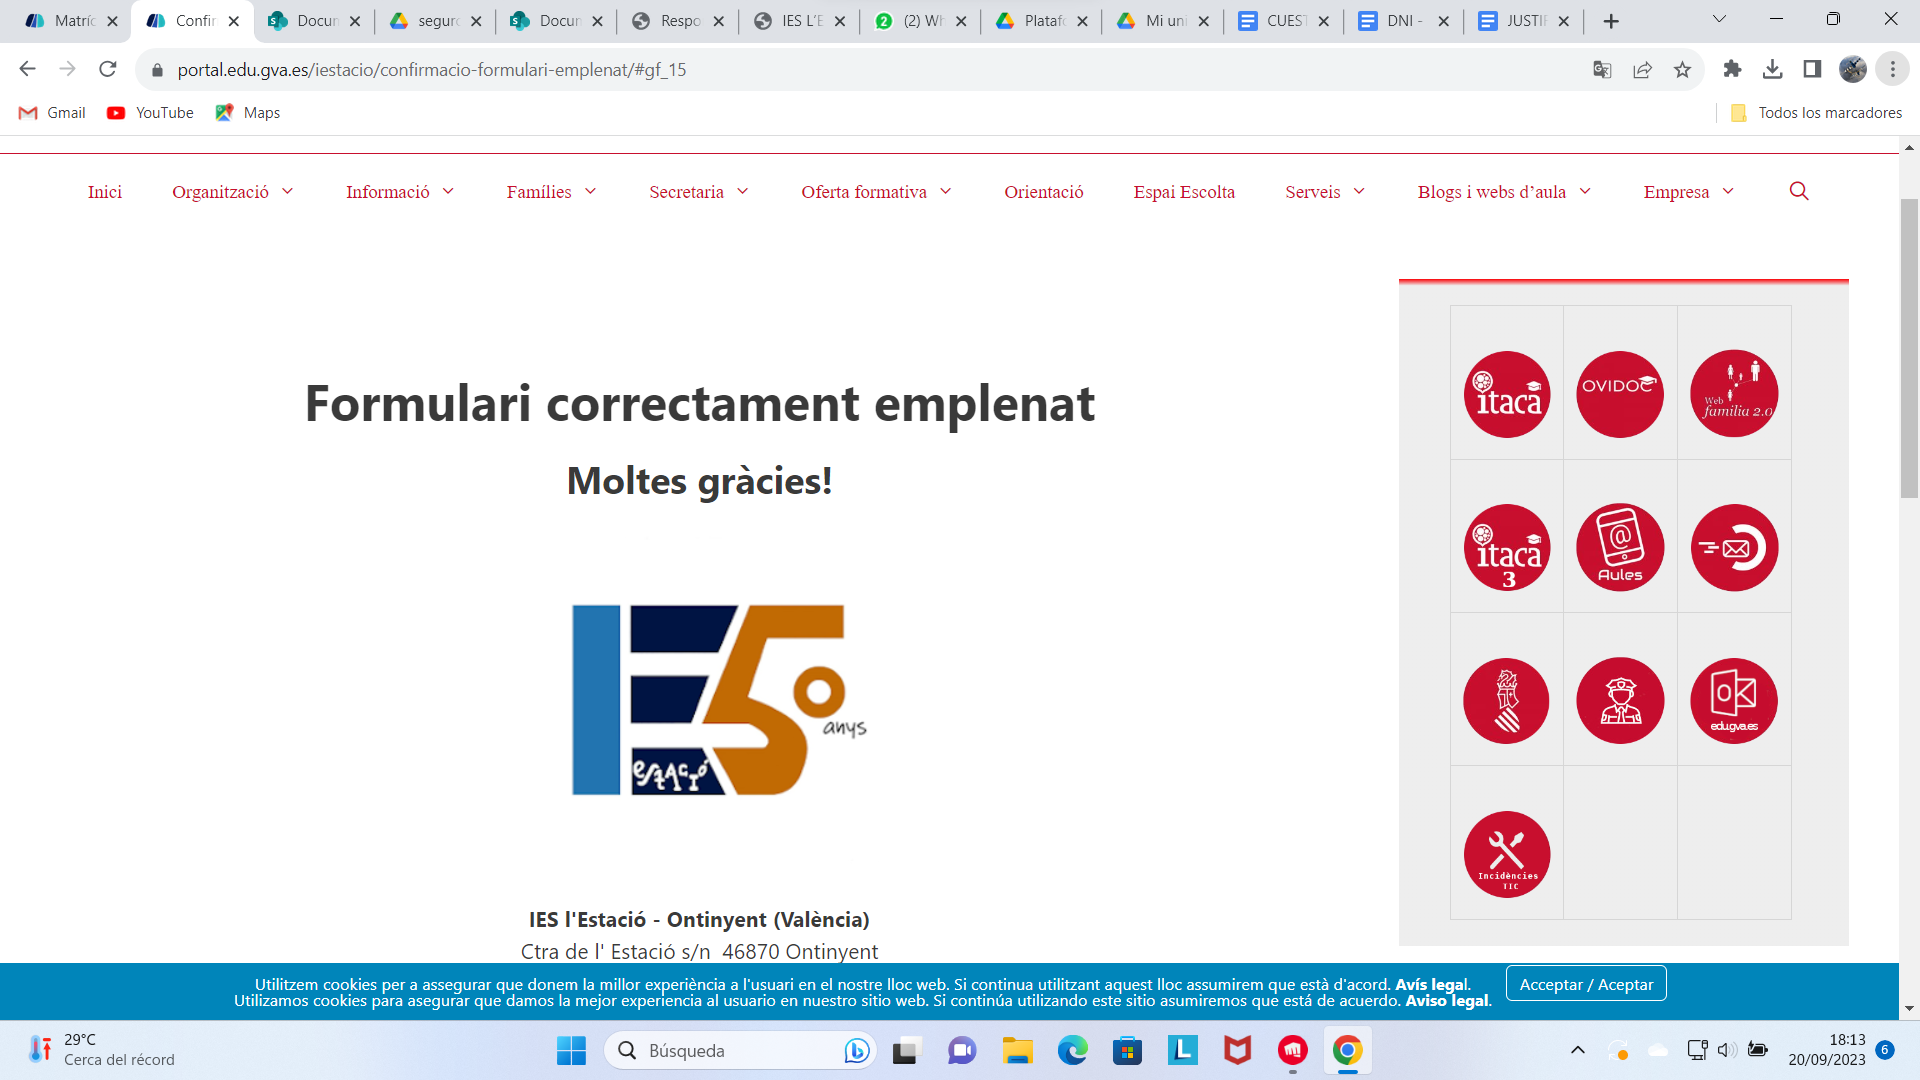 Matríc
Confir
Docun
seguro
Docun
Respo
IES L'E
(2) Wh
Platafo
Mi uni
CUEST
DNI -
JUSTIF
portal.edu.gva.es/iestacio/confirmacio-formulari-emplenat/#gf_15
Gmail
YouTube
Maps
Todos los marcadores
Inici
Organització
Informació
Famílies
Secretaria
Oferta formativa
Orientació
Espai Escolta
Serveis
Blogs i webs d’aula
Empresa
Formulari correctament emplenat
Moltes gràcies!
estació
anys
IES l'Estació - Ontinyent (València)
Ctra de l' Estació s/n 46870 Ontinyent
itaca
OVIDOC
Web
familia 2.0
itaca
3
@
Aules
edu.gva.es
Incidències
TIC
Utilitzem cookies per a assegurar que donem la millor experiència a l'usuari en el nostre lloc web. Si continua utilitzant aquest lloc assumirem que està d'acord. Avís legal.
Utilizamos cookies para asegurar que damos la mejor experiencia al usuario en nuestro sitio web. Si continúa utilizando este sitio asumiremos que está de acuerdo. Aviso legal.
Acceptar / Aceptar
29°C
Cerca del récord
Búsqueda
18:13
20/09/2023
6